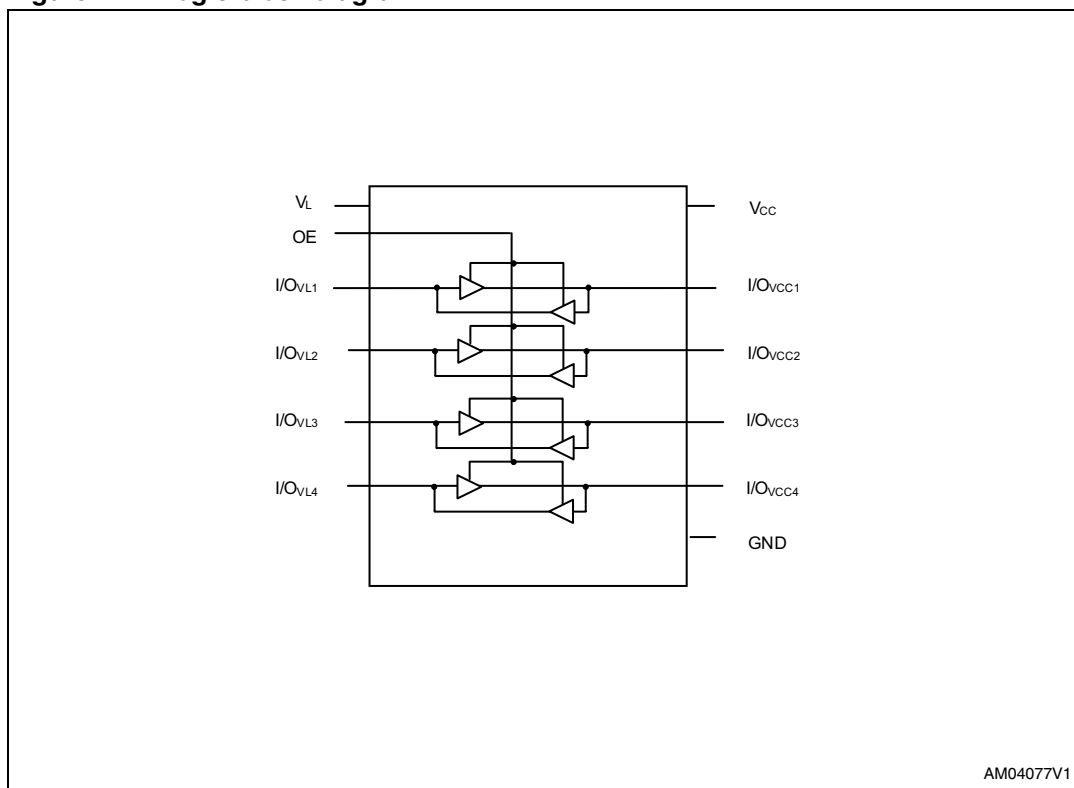 VL
VCC
OE
I/OVL1
I/OVCC1
I/OVL2
I/OVCC2
I/OVL3
I/OVCC3
I/OVL4
I/OVCC4
GND
AM04077V1